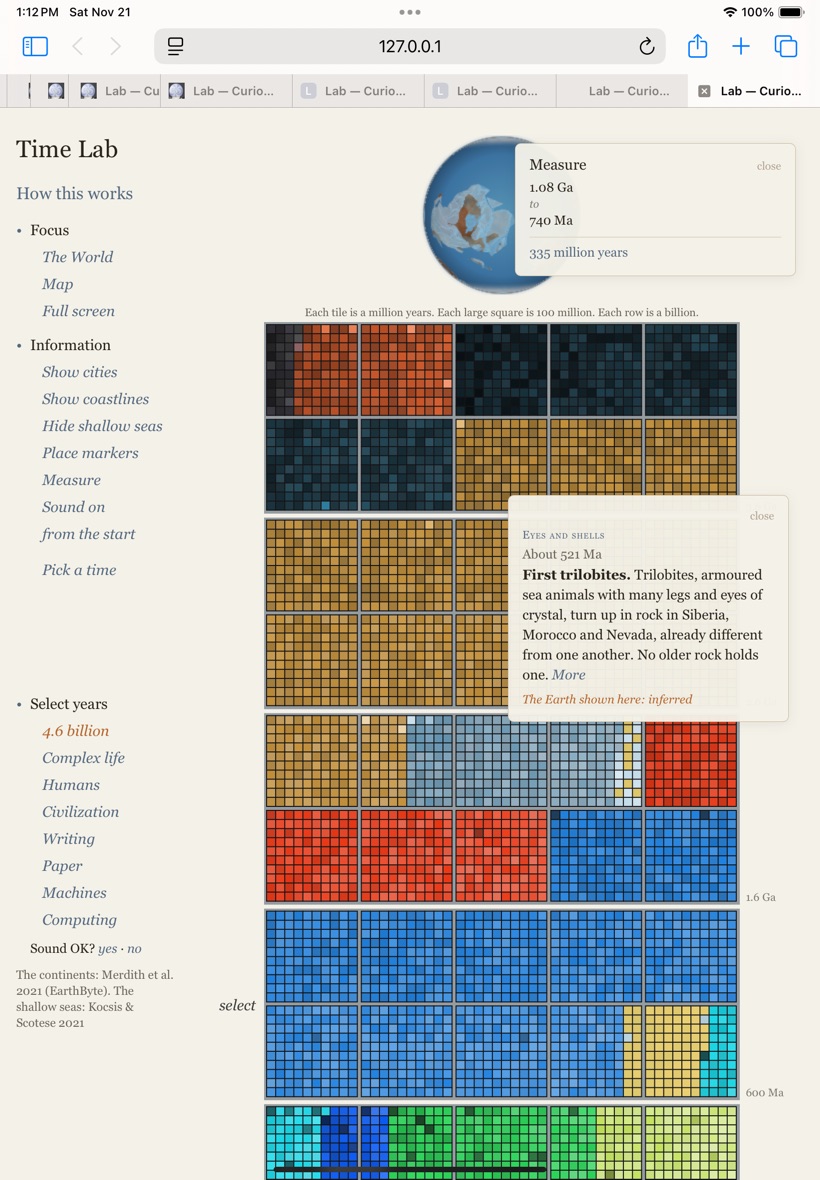 1:12 PM Sat Nov 21
100%
127.0.0.1
Lab — Cu
Lab — Curio...
L Lab — Curio...
L Lab — Curio...
Lab — Curio...
Lab — Curio...
Time Lab
How this works
• Focus
The World
Map
Full screen
• Information
Show cities
Show coastlines
Hide shallow seas
Place markers
Measure
Sound on
from the start
Pick a time
• Select years
4.6 billion
Complex life
Humans
Civilization
Writing
Paper
Machines
Computing
Sound OK? yes · no
The continents: Merdith et al.
2021 (EarthByte). The
shallow seas: Kocsis &
Scotese 2021
select
Measure
close
1.08 Ga
to
740 Ma
335 million years
Each tile is a million years. Each large square is 100 million. Each row is a billion.
close
Eyes and shells
About 521 Ma
First trilobites. Trilobites, armoured
sea animals with many legs and eyes of
crystal, turn up in rock in Siberia,
Morocco and Nevada, already different
from one another. No older rock holds
one. More
The Earth shown here: inferred
1.6 Ga
600 Ma